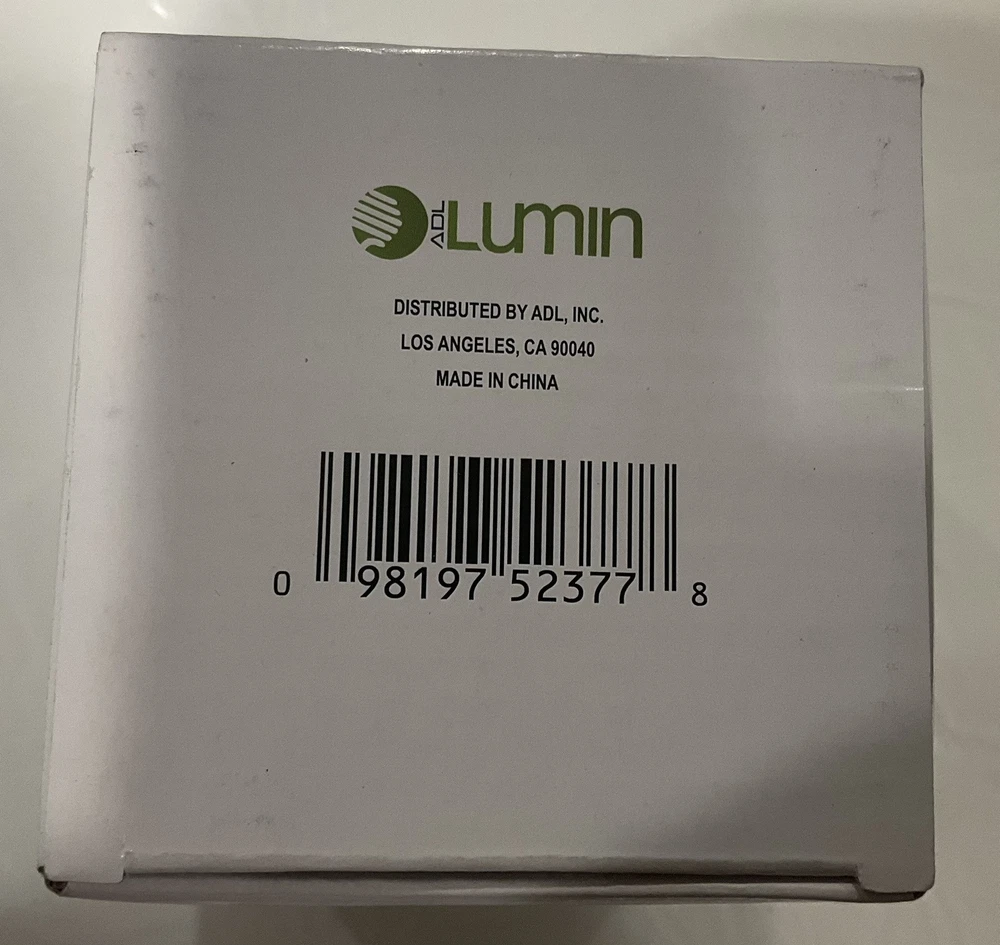 ADL Lumin
DISTRIBUTED BY ADL, INC.
LOS ANGELES, CA 90040
MADE IN CHINA
0 98197 52377 8